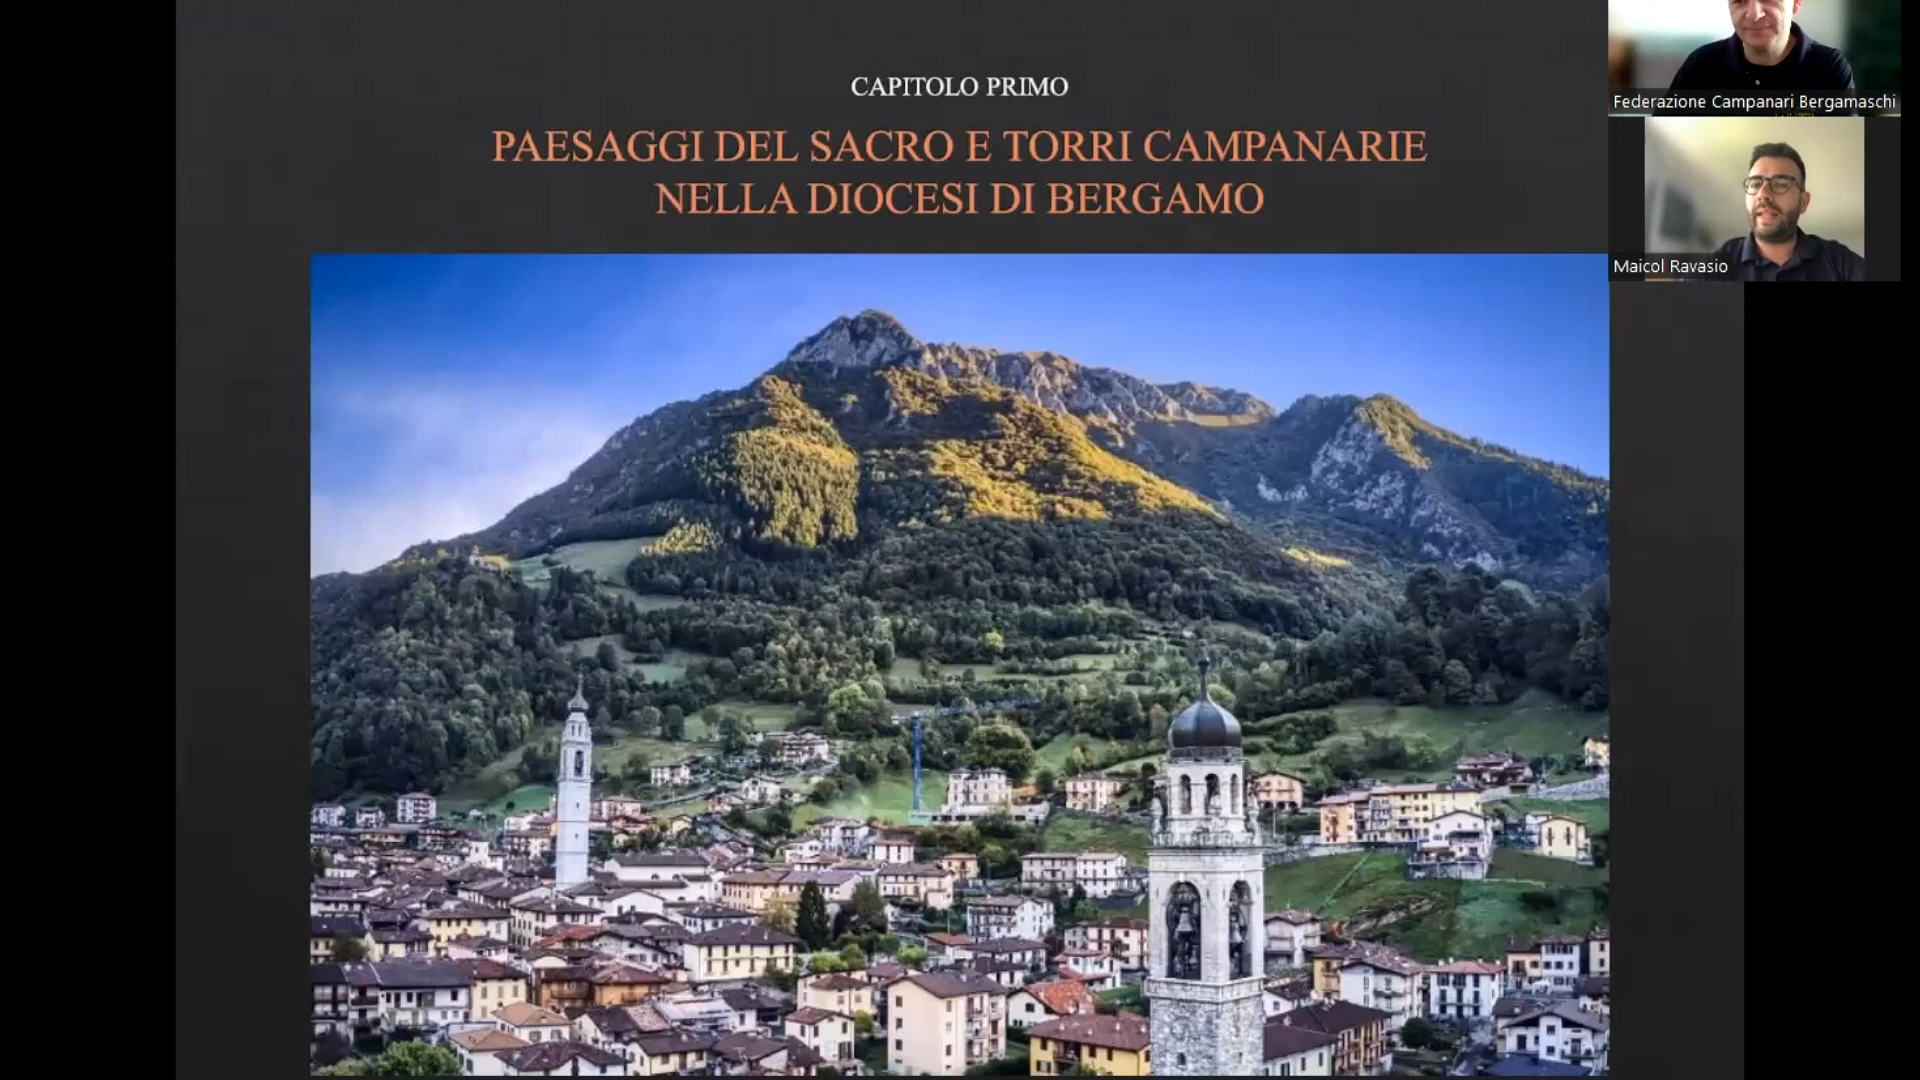 CAPITOLO PRIMO
PAESAGGI DEL SACRO E TORRI CAMPANARIE
NELLA DIOCESI DI BERGAMO
Federazione Campanari Bergamaschi
Maicol Ravasio